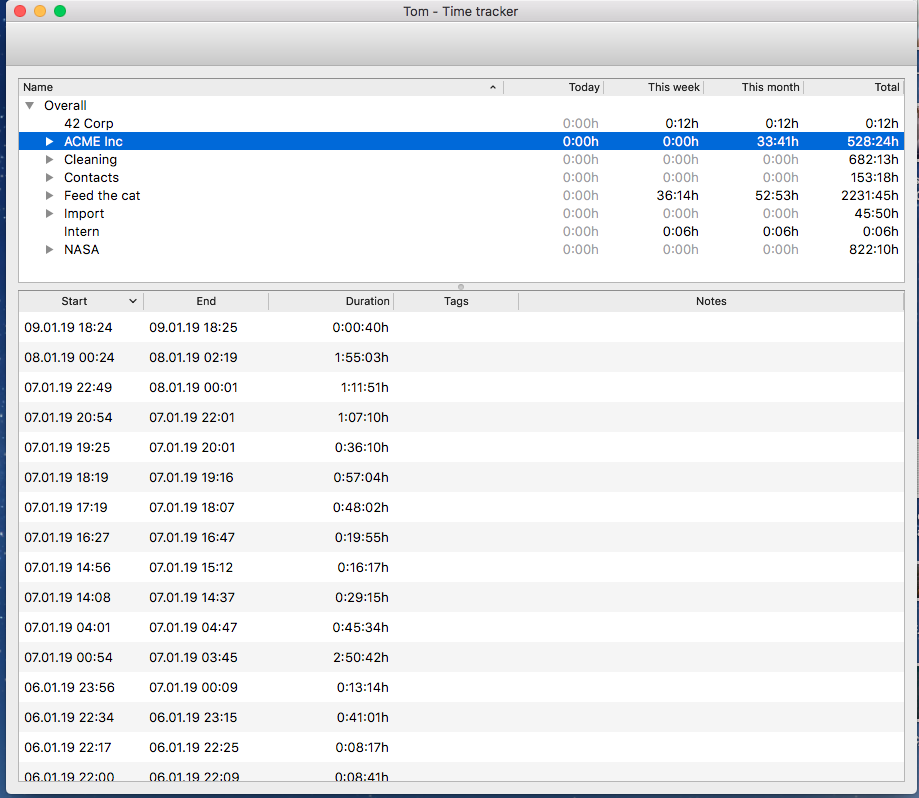 Tom - Time tracker
Name Today This week This month Total
Overall
42 Corp 0:00h 0:12h 0:12h 0:12h
ACME Inc 0:00h 0:00h 33:41h 528:24h
Cleaning 0:00h 0:00h 0:00h 682:13h
Contacts 0:00h 0:00h 0:00h 153:18h
Feed the cat 0:00h 36:14h 52:53h 2231:45h
Import 0:00h 0:00h 0:00h 45:50h
Intern 0:00h 0:06h 0:06h 0:06h
NASA 0:00h 0:00h 0:00h 822:10h
Start End Duration Tags Notes
09.01.19 18:24 09.01.19 18:25 0:00:40h
08.01.19 00:24 08.01.19 02:19 1:55:03h
07.01.19 22:49 08.01.19 00:01 1:11:51h
07.01.19 20:54 07.01.19 22:01 1:07:10h
07.01.19 19:25 07.01.19 20:01 0:36:10h
07.01.19 18:19 07.01.19 19:16 0:57:04h
07.01.19 17:19 07.01.19 18:07 0:48:02h
07.01.19 16:27 07.01.19 16:47 0:19:55h
07.01.19 14:56 07.01.19 15:12 0:16:17h
07.01.19 14:08 07.01.19 14:37 0:29:15h
07.01.19 04:01 07.01.19 04:47 0:45:34h
07.01.19 00:54 07.01.19 03:45 2:50:42h
06.01.19 23:56 07.01.19 00:09 0:13:14h
06.01.19 22:34 06.01.19 23:15 0:41:01h
06.01.19 22:17 06.01.19 22:25 0:08:17h
06.01.19 22:00 06.01.19 22:09 0:08:41h